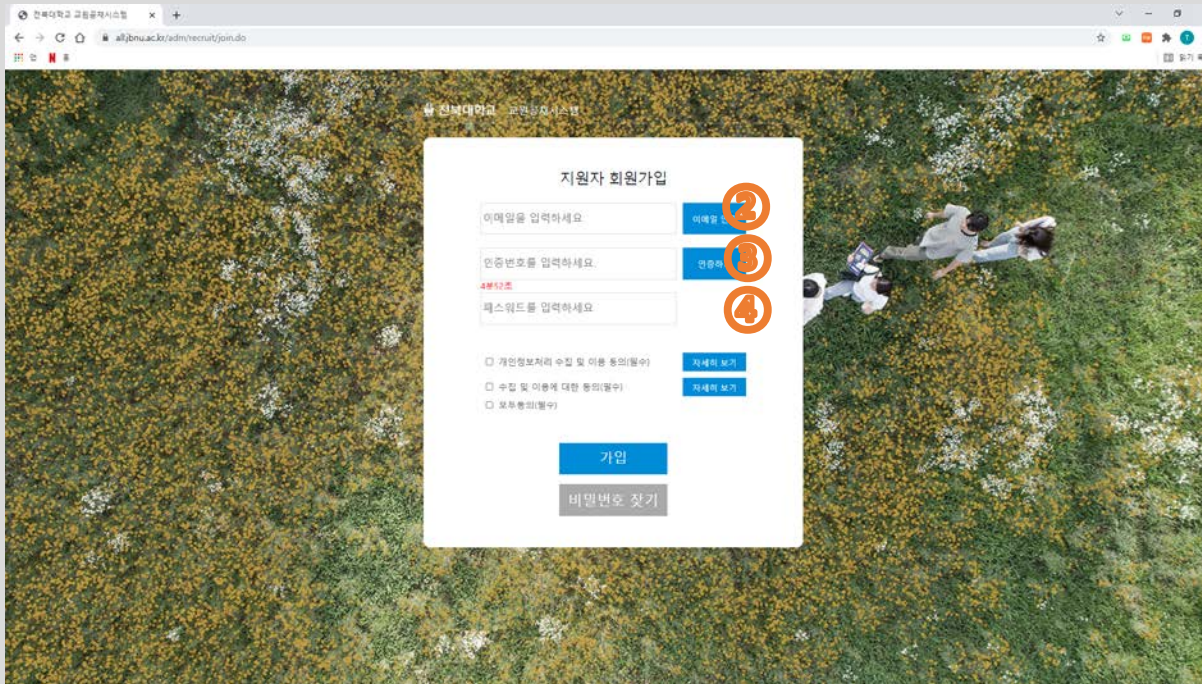 전북대학교 교원공채시스템
alljbnu.ac.kr/adm/recruit/join.do
앱 홈
읽기 목
전북대학교 교원공채시스템
지원자 회원가입
이메일을 입력하세요. 이메일 ②
인증번호를 입력하세요. 인증하 ③
4분52초
패스워드를 입력하세요. ④
개인정보처리 수집 및 이용 동의(필수) 자세히 보기
수집 및 이용에 대한 동의(필수) 자세히 보기
모두동의(필수)
가입
비밀번호 찾기